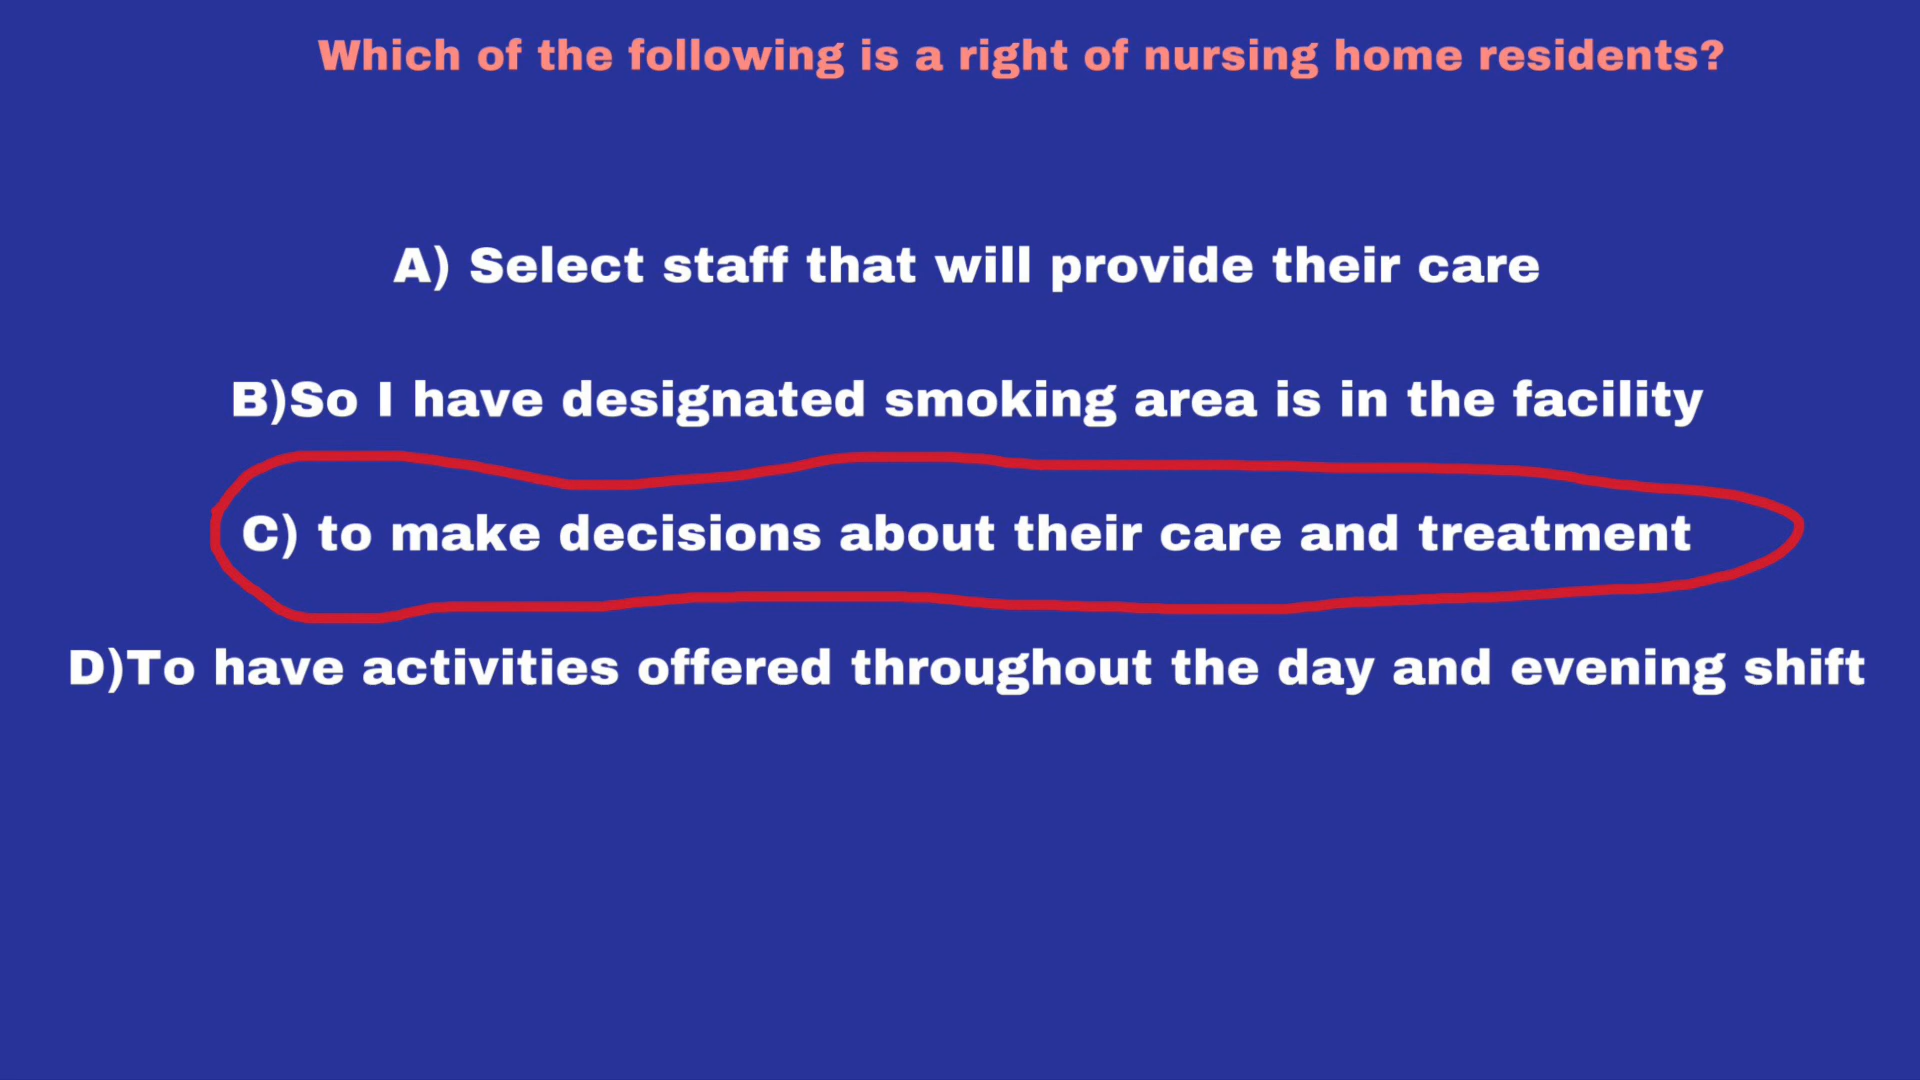 Which of the following is a right of nursing home residents?
A) Select staff that will provide their care
B)So I have designated smoking area is in the facility
C) to make decisions about their care and treatment
D)To have activities offered throughout the day and evening shift